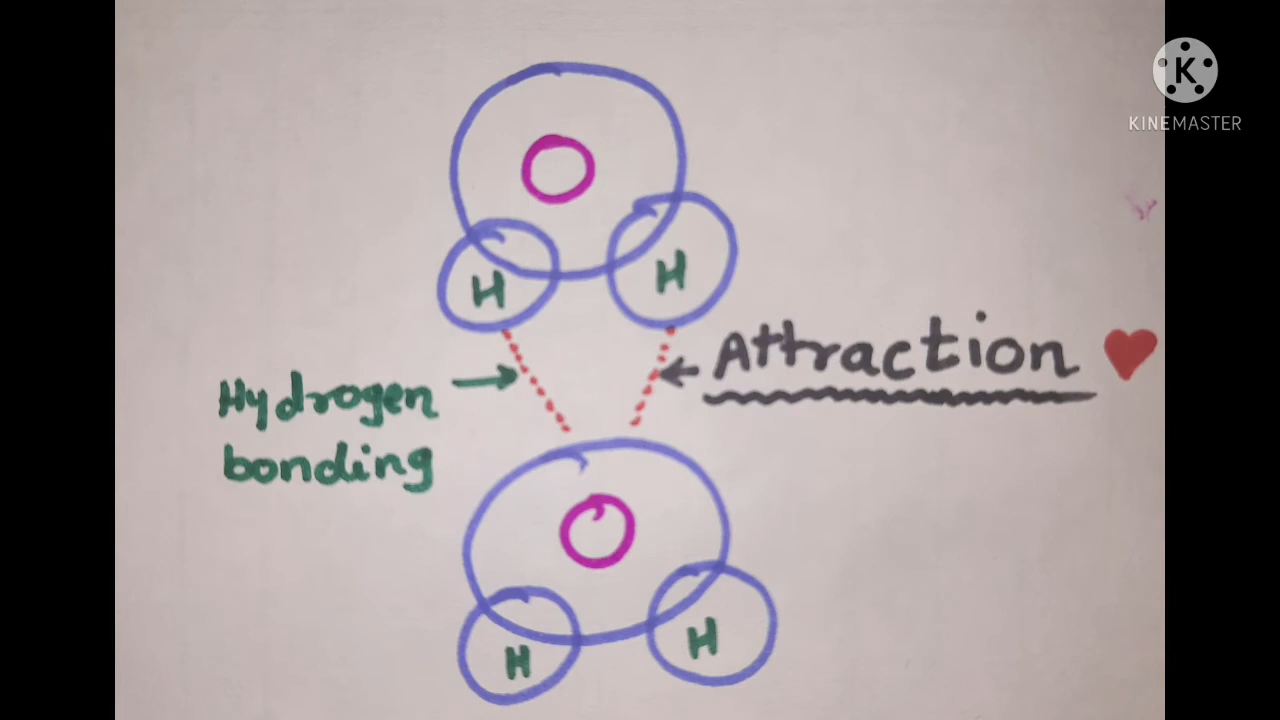 K
KINEMASTER
O
H
H
Attraction
Hydrogen
bonding
O
H
H